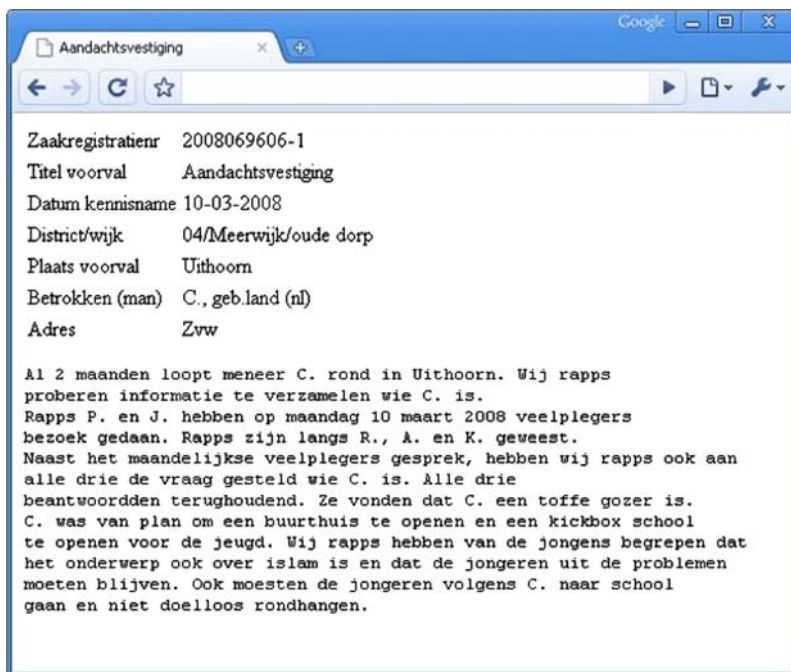 Google
Aandachtsvestiging
Zaakregistratienr 2008069606-1
Titel voorval Aandachtsvestiging
Datum kennisname 10-03-2008
District/wijk 04/Meerwijk/oude dorp
Plaats voorval Uithoorn
Betrokken (man) C., geb.land (nl)
Adres Zvw
Al 2 maanden loopt meneer C. rond in Uithoorn. Wij rapps
proberen informatie te verzamelen wie C. is.
Rapps P. en J. hebben op maandag 10 maart 2008 veelplegers
bezoek gedaan. Rapps zijn langs R., A. en K. geweest.
Naast het maandelijkse veelplegers gesprek, hebben wij rapps ook aan
alle drie de vraag gesteld wie C. is. Alle drie
beantwoordden terughoudend. Ze vonden dat C. een toffe gozer is.
C. was van plan om een buurthuis te openen en een kickbox school
te openen voor de jeugd. Wij rapps hebben van de jongens begrepen dat
het onderwerp ook over islam is en dat de jongeren uit de problemen
moeten blijven. Ook moesten de jongeren volgens C. naar school
gaan en niet doelloos rondhangen.